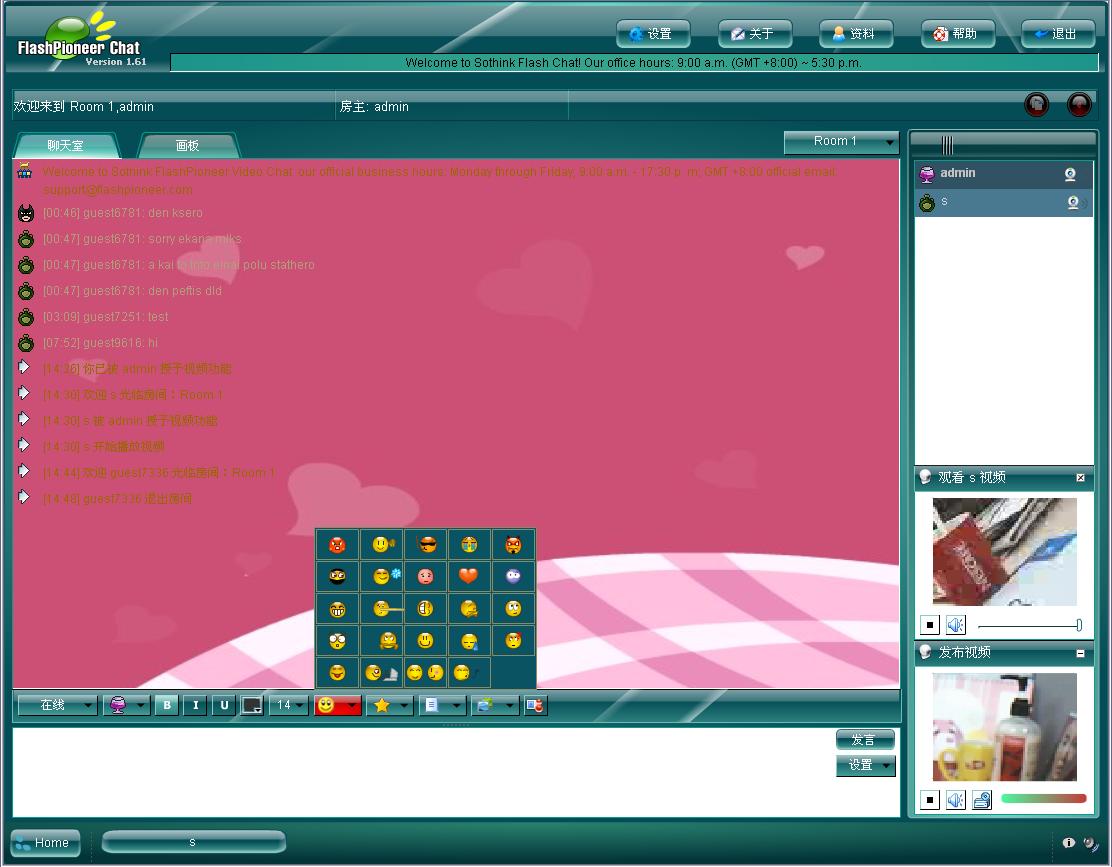 FlashPioneer Chat
Version 1.61
设置
关于
资料
帮助
退出
Welcome to Sothink Flash Chat! Our office hours: 9:00 a.m. (GMT +8:00) ~ 5:30 p.m.
欢迎来到 Room 1,admin
房主: admin
聊天室
画板
Room 1
Welcome to Sothink FlashPioneer Video Chat, our official business hours: Monday through Friday, 9:00 a.m. - 17:30 p. m; GMT +8:00 official email:
support@flashpioneer.com
[00:46] guest6781: den ksero
[00:47] guest6781: sorry ekana miks
[00:47] guest6781: a kai to toto einai polu stathero
[00:47] guest6781: den peftis dld
[03:09] guest7251: test
[07:52] guest9616: hi
[14:30] 你已被 admin 授予视频功能
[14:30] 欢迎 s 光临房间：Room 1
[14:30] s 被 admin 授予视频功能
[14:30] s 开始播放视频
[14:44] 欢迎 guest7336 光临房间：Room 1
[14:48] guest7336 退出房间
admin
s
观看 s 视频
发布视频
在线
B
I
U
14
发言
设置
Home
s